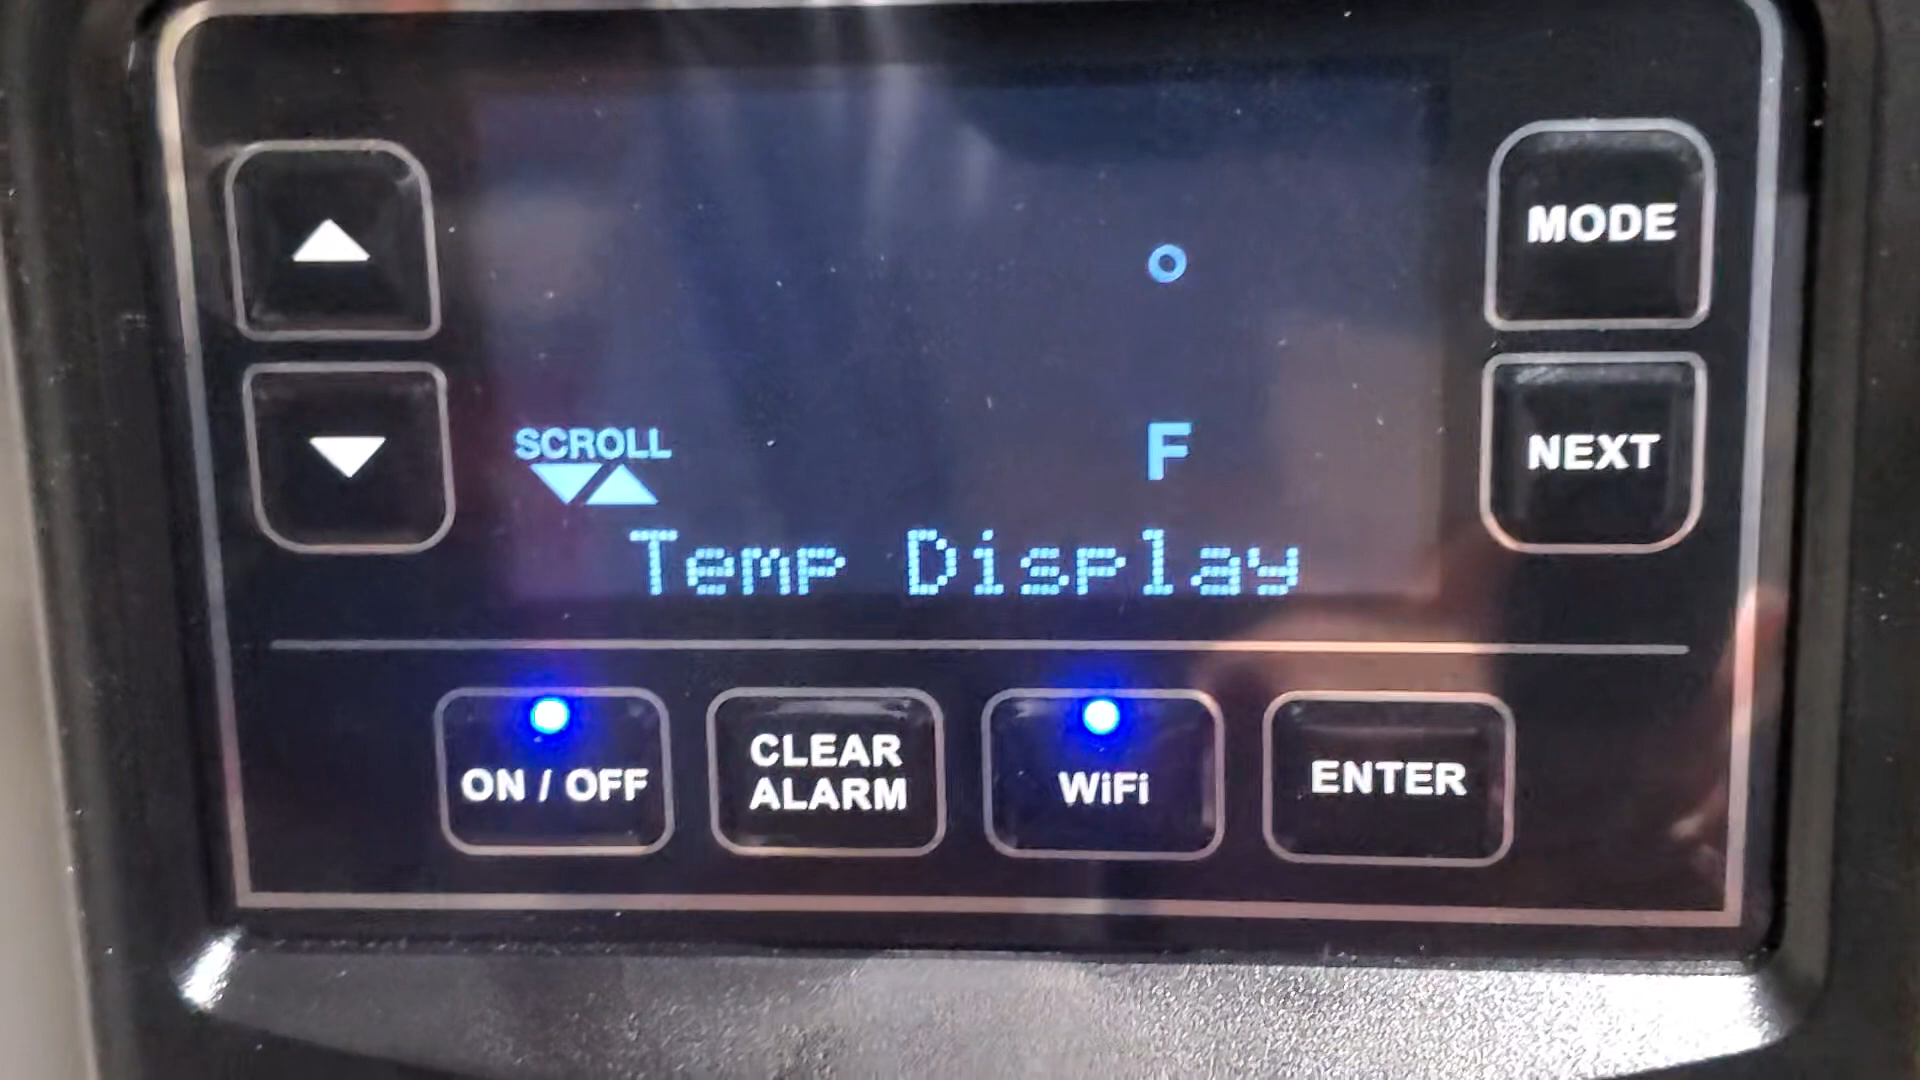 MODE
°
NEXT
SCROLL
F
Temp Display
ON / OFF
CLEAR
ALARM
WiFi
ENTER